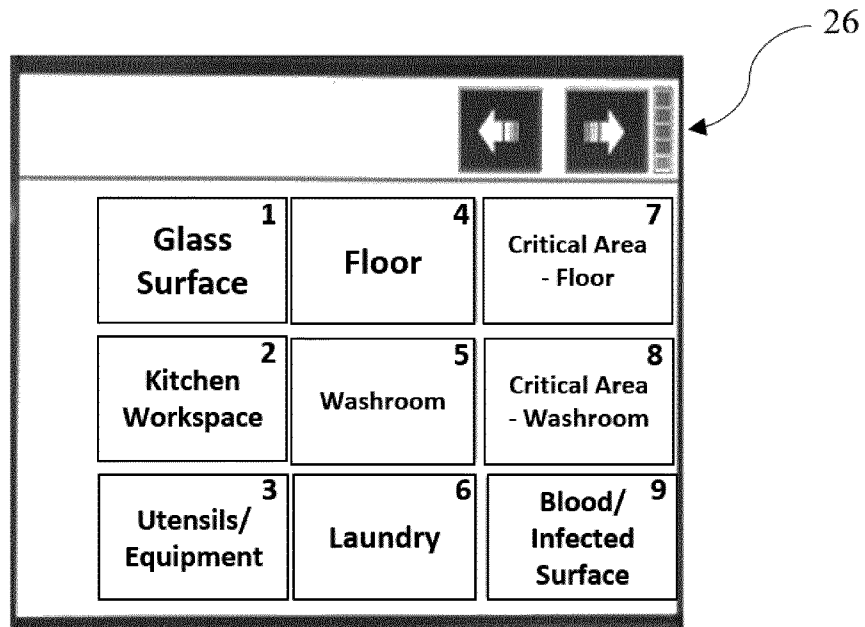 26
1
Glass
Surface
4
Floor
7
Critical Area
- Floor
2
Kitchen
Workspace
5
Washroom
8
Critical Area
- Washroom
3
Utensils/
Equipment
6
Laundry
9
Blood/
Infected
Surface